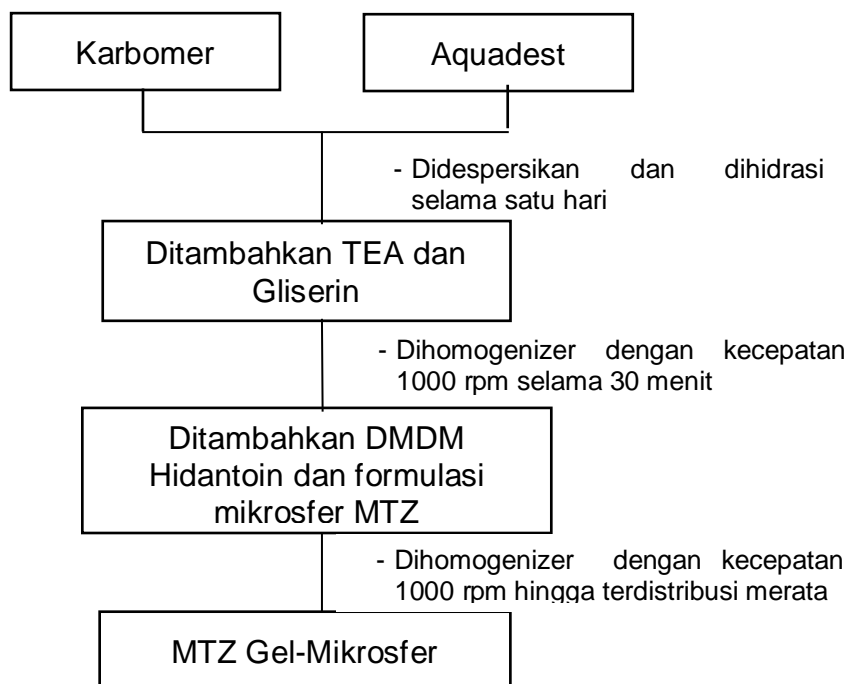 Karbomer
Aquadest
- Didespersikan dan dihidrasi
selama satu hari
Ditambahkan TEA dan
Gliserin
- Dihomogenizer dengan kecepatan
1000 rpm selama 30 menit
Ditambahkan DMDM
Hidantoin dan formulasi
mikrosfer MTZ
- Dihomogenizer dengan kecepatan
1000 rpm hingga terdistribusi merata
MTZ Gel-Mikrosfer